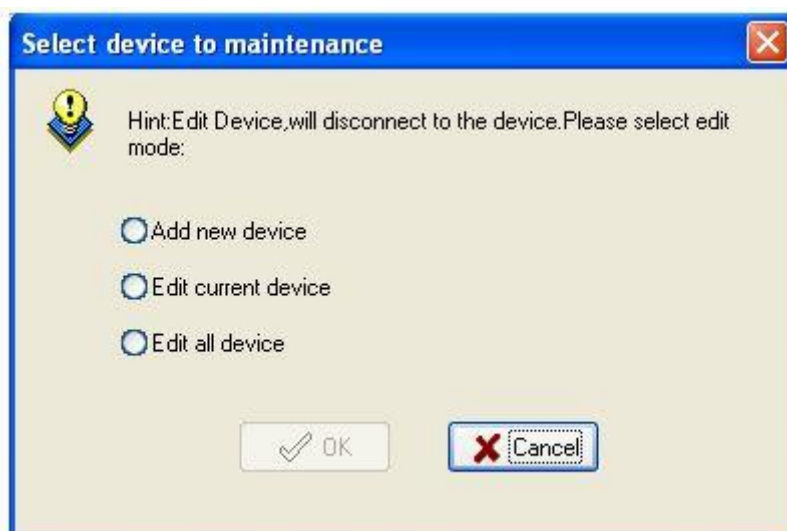 Select device to maintenance
Hint:Edit Device,will disconnect to the device.Please select edit
mode:
Add new device
Edit current device
Edit all device
OK
Cancel